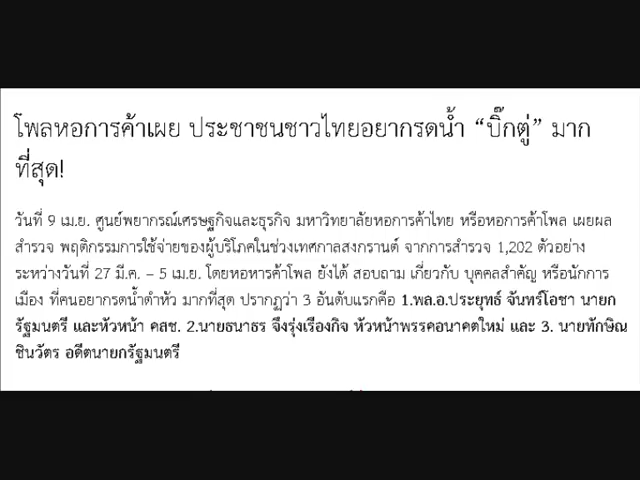 โพลหอการค้าเผย ประชาชนชาวไทยอยากรดน้ำ “บิ๊กตู่” มาก
ที่สุด!
วันที่ 9 เม.ย. ศูนย์พยากรณ์เศรษฐกิจและธุรกิจ มหาวิทยาลัยหอการค้าไทย หรือหอการค้าโพล เผยผล
สำรวจ พฤติกรรมการใช้จ่ายของผู้บริโภคในช่วงเทศกาลสงกรานต์ จากการสำรวจ 1,202 ตัวอย่าง
ระหว่างวันที่ 27 มี.ค. – 5 เม.ย. โดยหอหารค้าโพล ยังได้ สอบถาม เกี่ยวกับ บุคคลสำคัญ หรือนักการ
เมือง ที่คนอยากรดน้ำดำหัว มากที่สุด ปรากฏว่า 3 อันดับแรกคือ 1.พล.อ.ประยุทธ์ จันทร์โอชา นายก
รัฐมนตรี และหัวหน้า คสช. 2.นายธนาธร จึงรุ่งเรืองกิจ หัวหน้าพรรคอนาคตใหม่ และ 3. นายทักษิณ
ชินวัตร อดีตนายกรัฐมนตรี